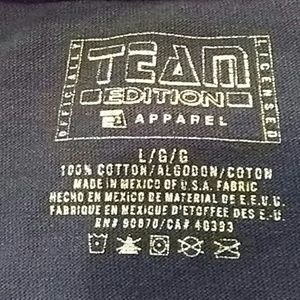 OFFICIALLY
TEAM
EDITION
APPAREL
LICENSED
L/G/G
100% COTTON/ALGODON/COTON
MADE IN MEXICO OF U.S.A. FABRIC
HECHO EN MEXICO DE MATERIAL DE E.E.U.U.
FABRIQUE EN MEXIQUE D'ETOFFEE DES E.-U.
RN# 90870/CA# 40393